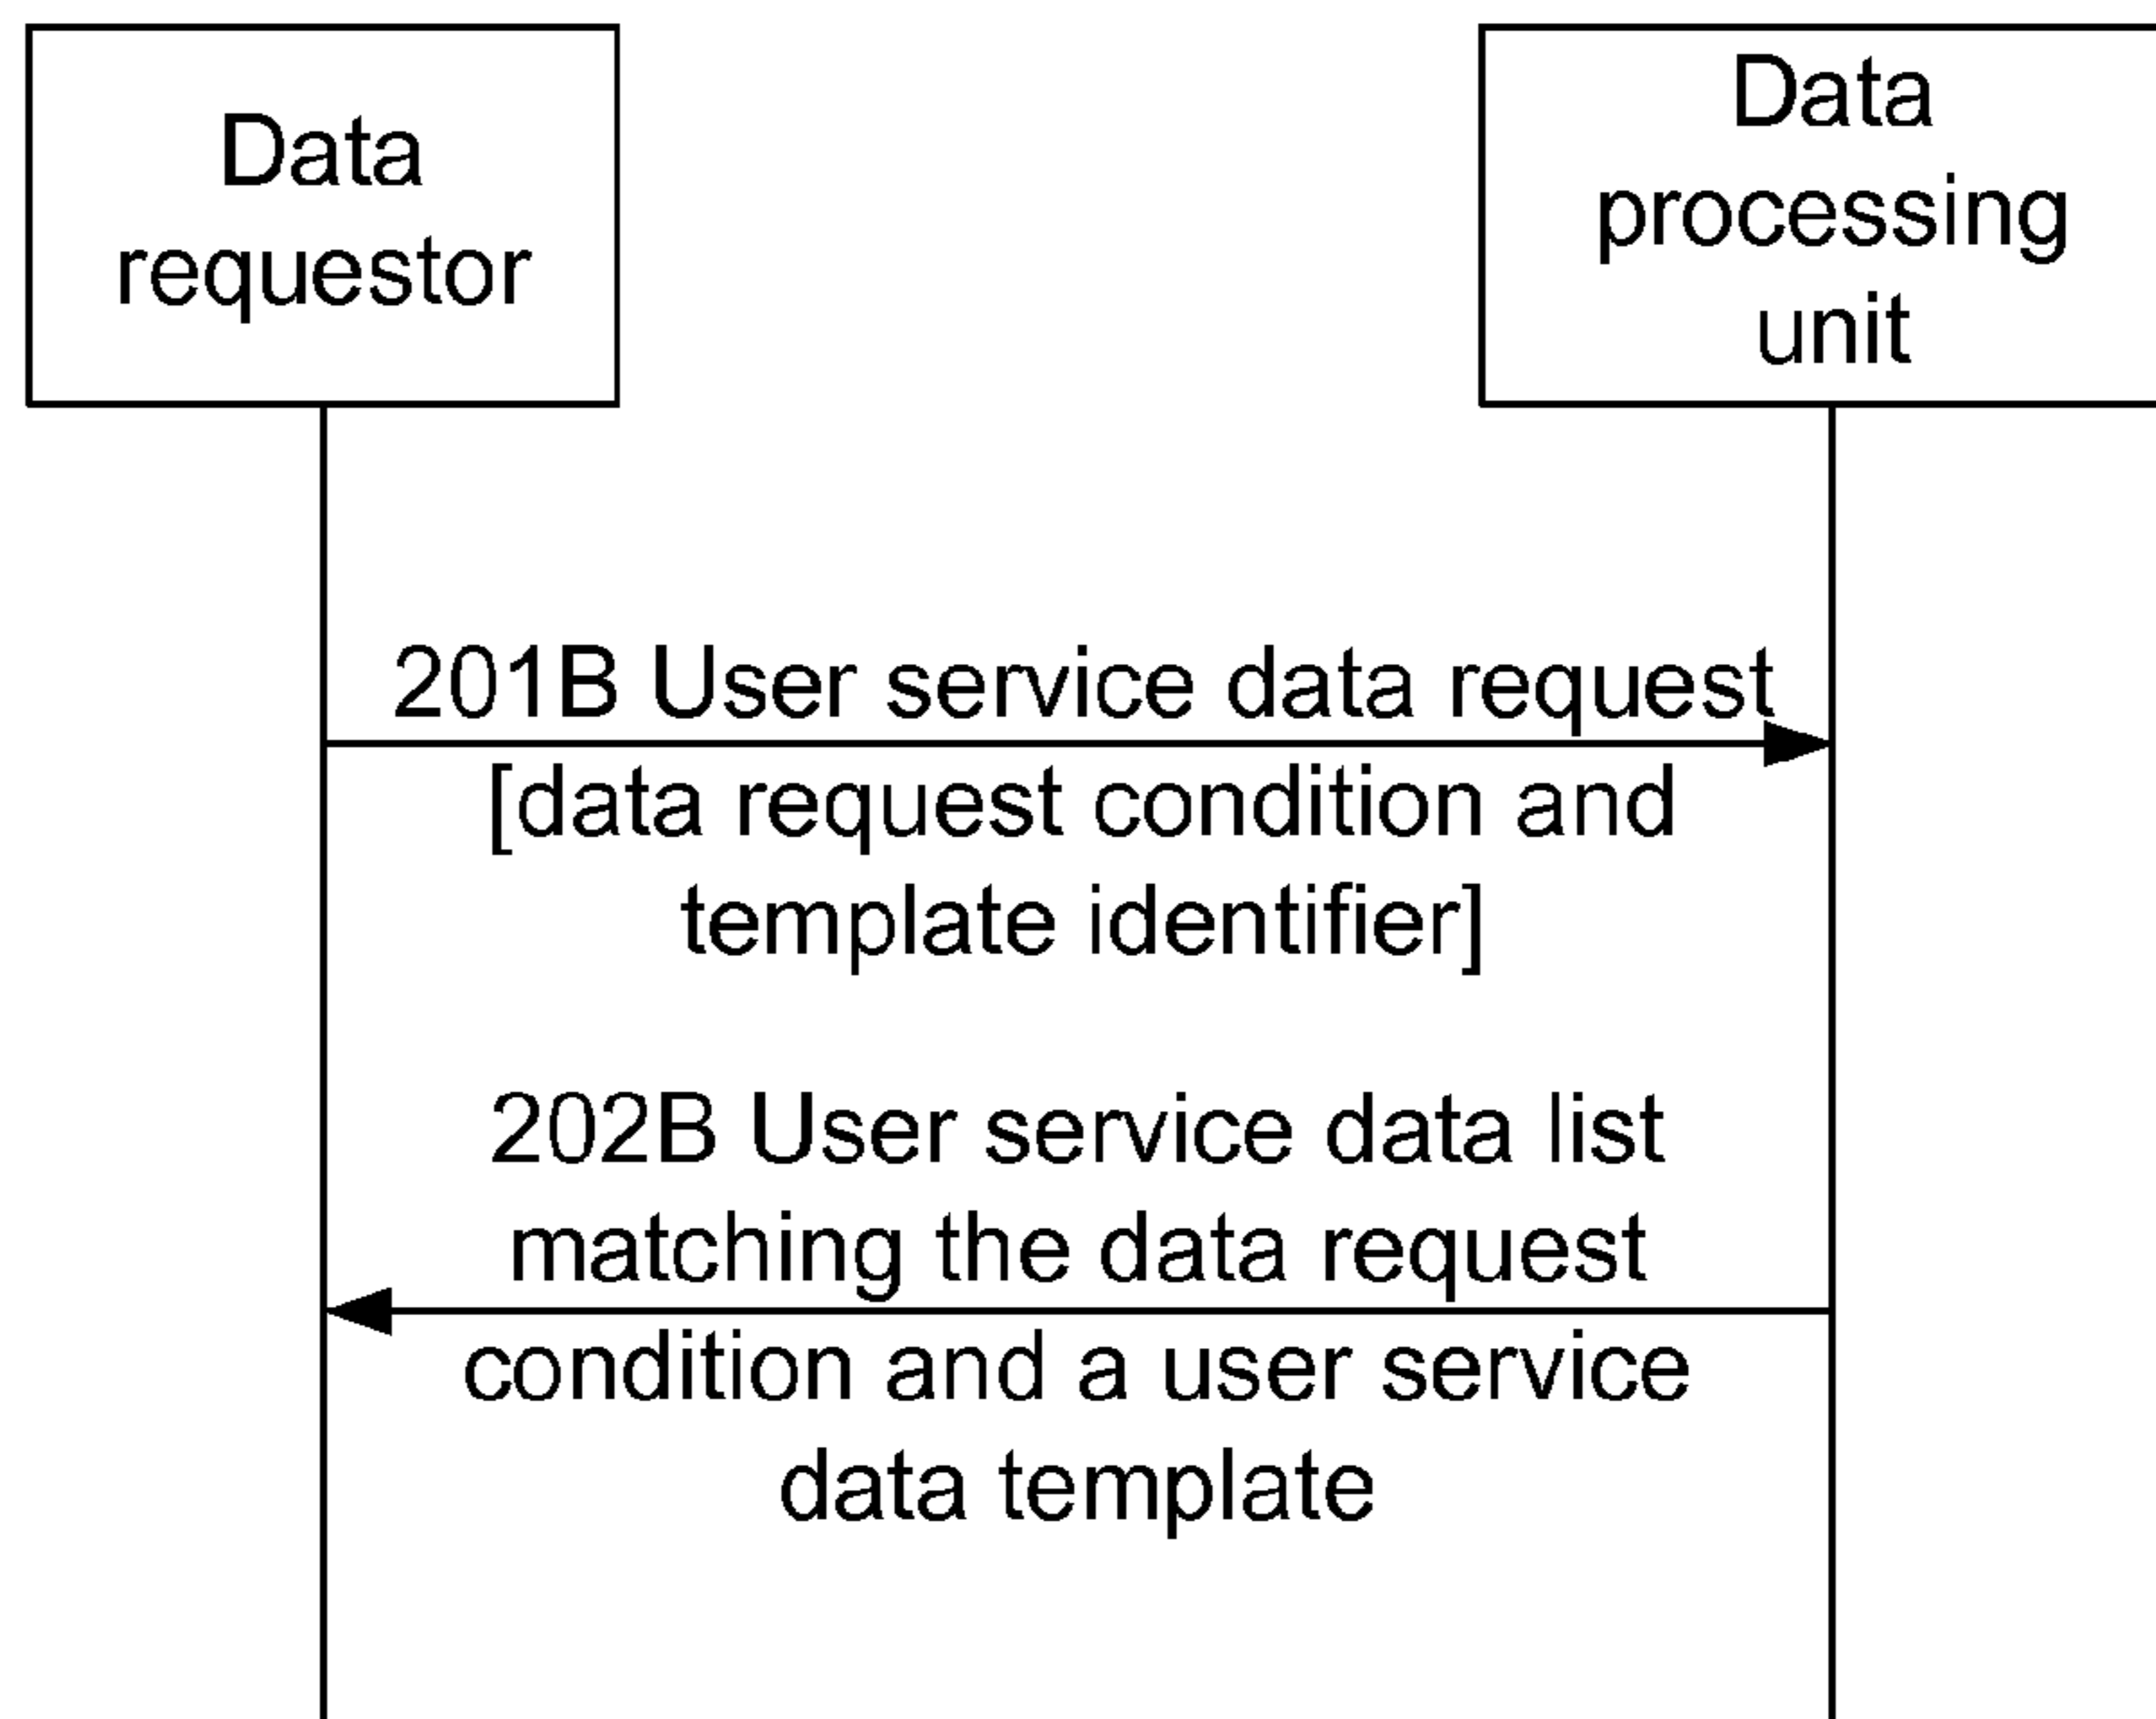 Data
requestor
Data
processing
unit
201B User service data request
[data request condition and
template identifier]
202B User service data list
matching the data request
condition and a user service
data template